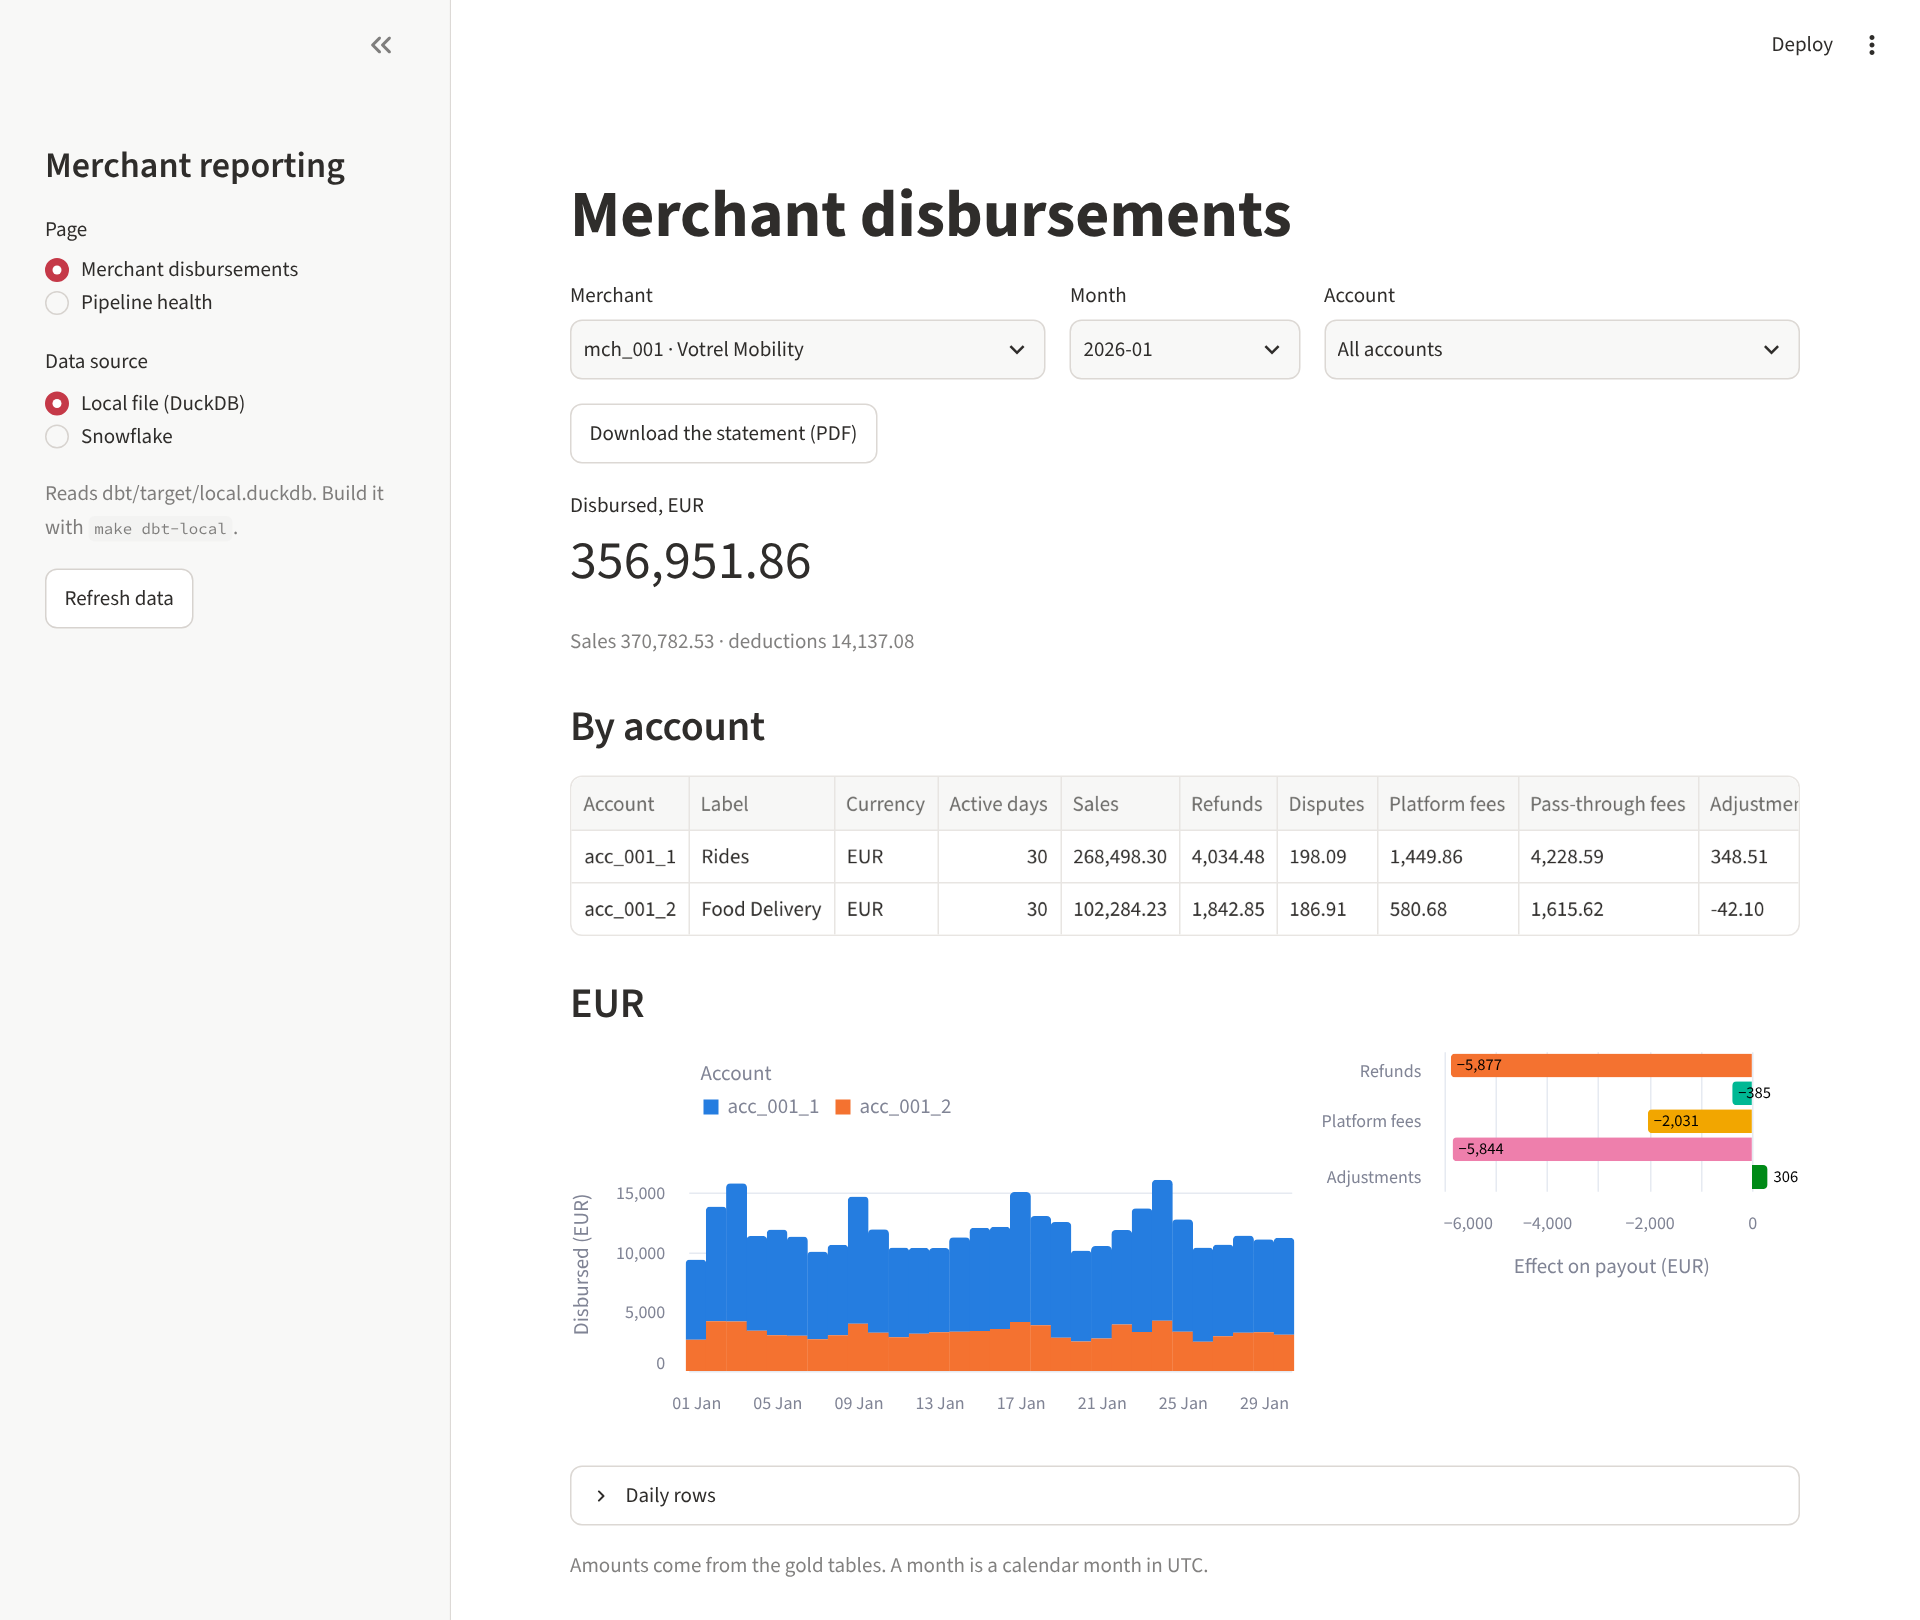 Deploy
Merchant reporting
Page
Merchant disbursements
Pipeline health
Data source
Local file (DuckDB)
Snowflake
Reads dbt/target/local.duckdb. Build it
with make dbt-local.
Refresh data
Merchant disbursements
Merchant Month Account
mch_001 · Votrel Mobility 2026-01 All accounts
Download the statement (PDF)
Disbursed, EUR
356,951.86
Sales 370,782.53 · deductions 14,137.08
By account
Account Label Currency Active days Sales Refunds Disputes Platform fees Pass-through fees Adjustmer
acc_001_1 Rides EUR 30 268,498.30 4,034.48 198.09 1,449.86 4,228.59 348.51
acc_001_2 Food Delivery EUR 30 102,284.23 1,842.85 186.91 580.68 1,615.62 -42.10
EUR
Account
acc_001_1 acc_001_2
Disbursed (EUR)
15,000
10,000
5,000
0
01 Jan 05 Jan 09 Jan 13 Jan 17 Jan 21 Jan 25 Jan 29 Jan
Refunds −5,877
−385
Platform fees −2,031
−5,844
Adjustments 306
−6,000 −4,000 −2,000 0
Effect on payout (EUR)
Daily rows
Amounts come from the gold tables. A month is a calendar month in UTC.